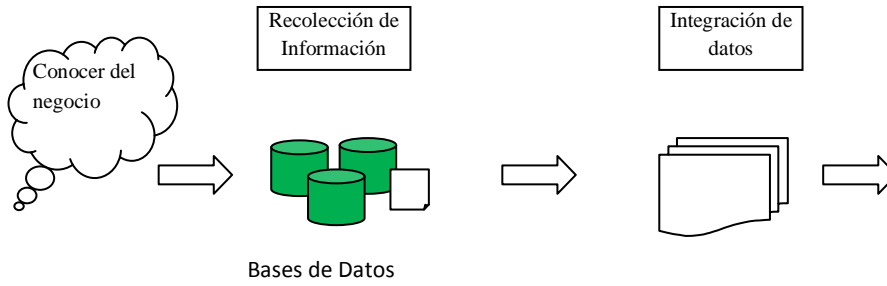 Conocer del
negocio
Recolección de
Información
Integración de
datos
Bases de Datos